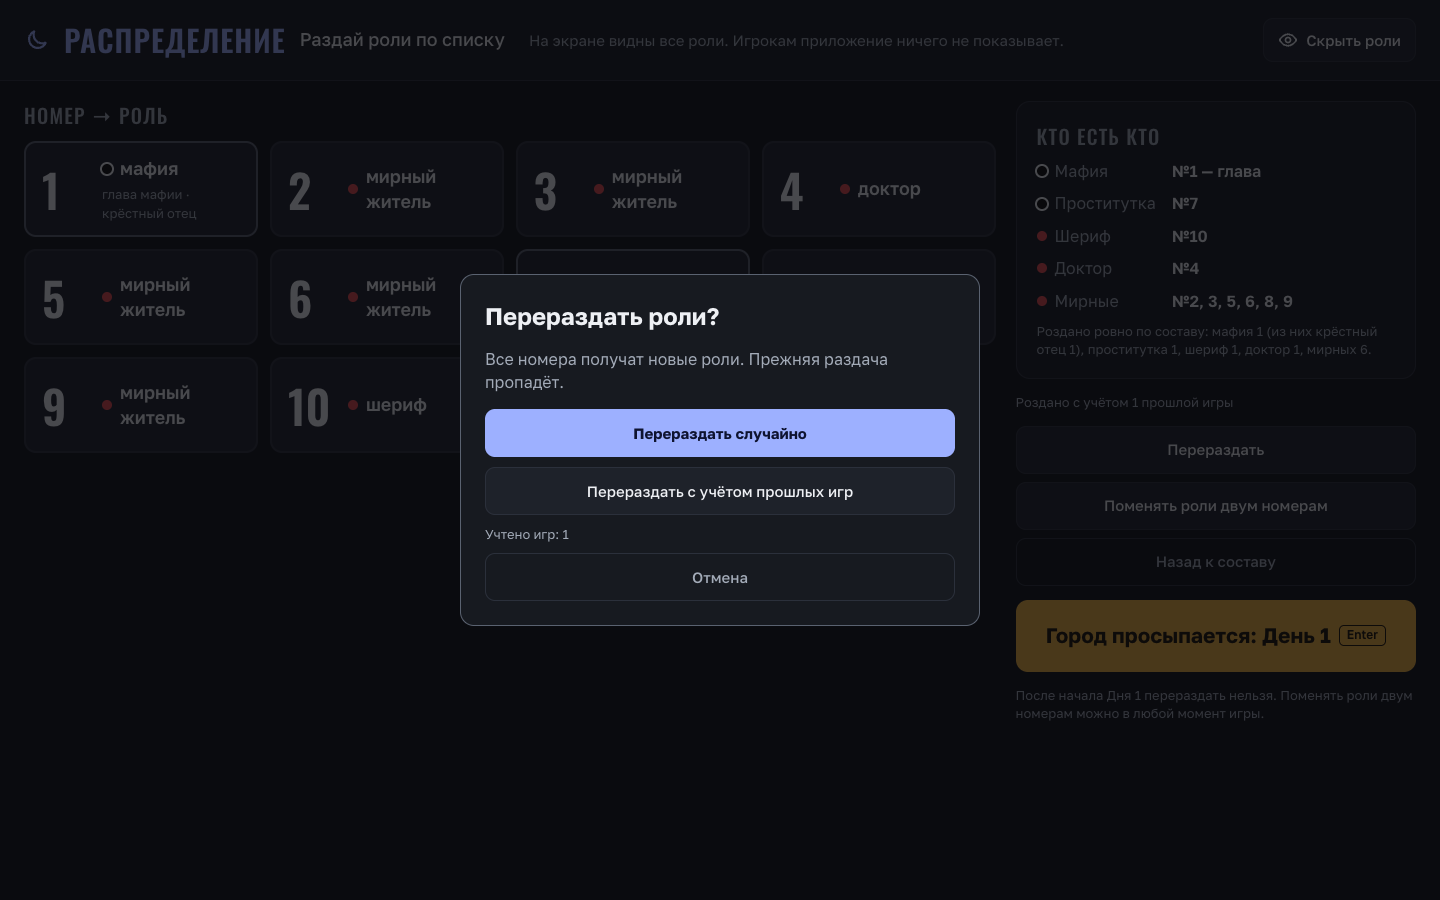 РАСПРЕДЕЛЕНИЕ Раздай роли по списку На экране видны все роли. Игрокам приложение ничего не показывает. Скрыть роли
НОМЕР → РОЛЬ
1 мафия
глава мафии ·
крёстный отец
2 мирный
житель
3 мирный
житель
4 доктор
5 мирный
житель
6 мирный
житель
9 мирный
житель
10 шериф
Перераздать роли?
Все номера получат новые роли. Прежняя раздача
пропадёт.
Перераздать случайно
Перераздать с учётом прошлых игр
Учтено игр: 1
Отмена
КТО ЕСТЬ КТО
Мафия №1 — глава
Проститутка №7
Шериф №10
Доктор №4
Мирные №2, 3, 5, 6, 8, 9
Роздано ровно по составу: мафия 1 (из них крёстный
отец 1), проститутка 1, шериф 1, доктор 1, мирных 6.
Роздано с учётом 1 прошлой игры
Перераздать
Поменять роли двум номерам
Назад к составу
Город просыпается: День 1 Enter
После начала Дня 1 перераздать нельзя. Поменять роли двум
номерам можно в любой момент игры.